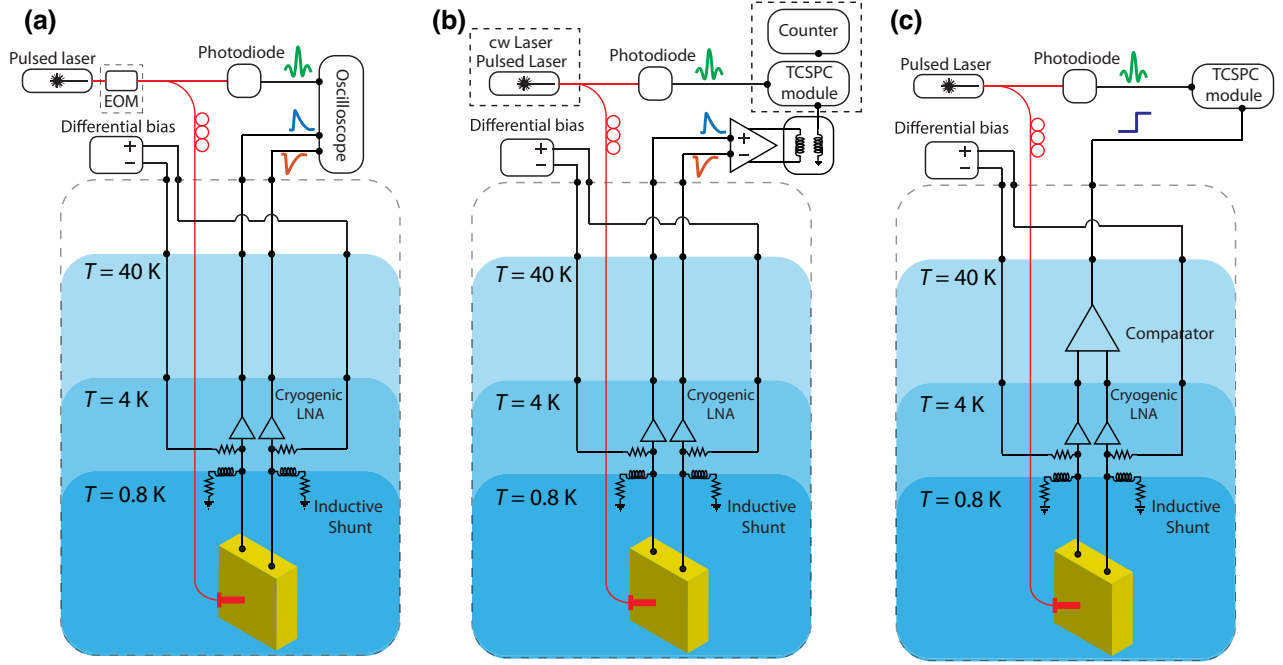 (a)
Pulsed laser
EOM
Photodiode
Oscilloscope
Differential bias
+
−
T = 40 K
T = 4 K
Cryogenic
LNA
T = 0.8 K
Inductive
Shunt
(b)
cw Laser
Pulsed Laser
Photodiode
Counter
TCSPC
module
Differential bias
+
−
+
−
T = 40 K
T = 4 K
Cryogenic
LNA
T = 0.8 K
Inductive
Shunt
(c)
Pulsed Laser
Photodiode
TCSPC
module
Differential bias
+
−
T = 40 K
Comparator
T = 4 K
Cryogenic
LNA
T = 0.8 K
Inductive
Shunt